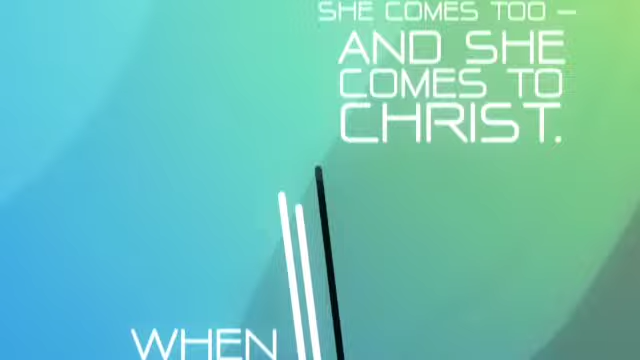 SHE COMES TOO —
AND SHE
COMES TO
CHRIST.
WHEN